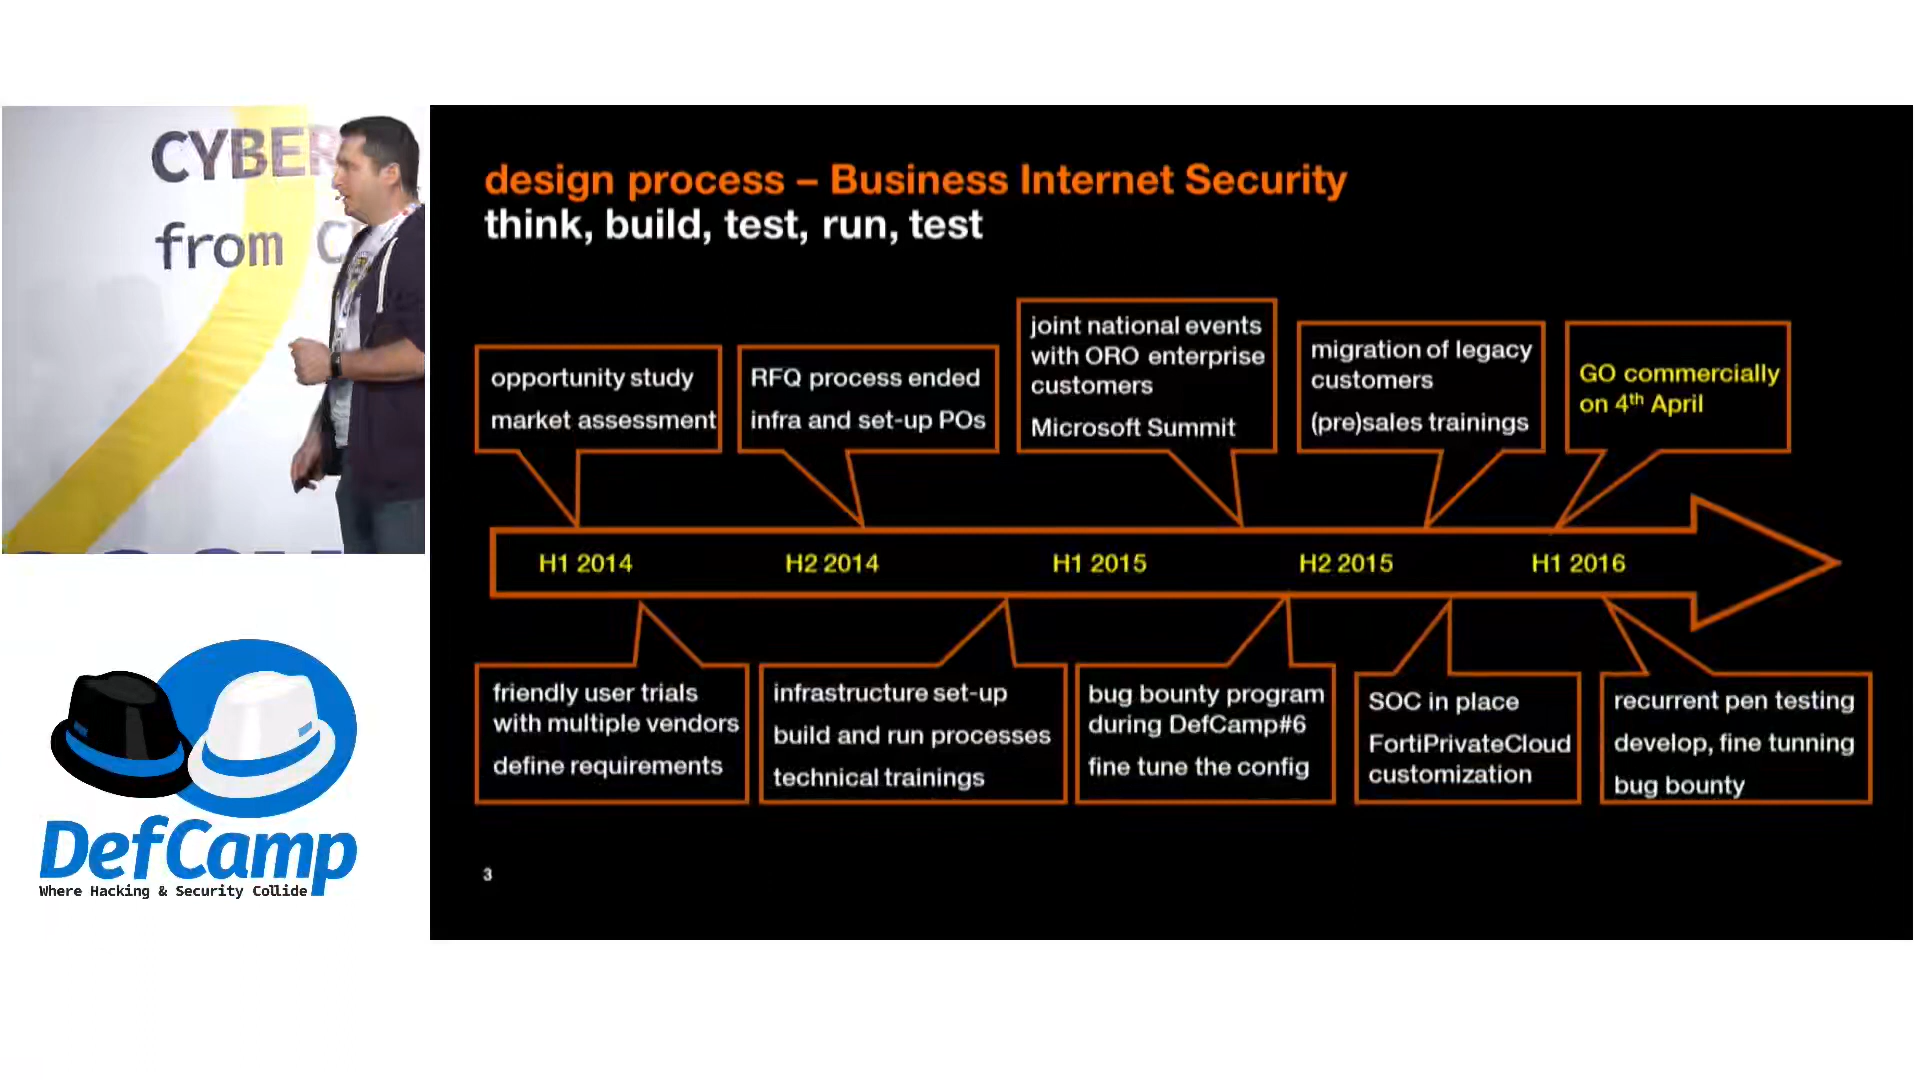 CYBER
from C
design process – Business Internet Security
think, build, test, run, test
opportunity study
market assessment
RFQ process ended
infra and set-up POs
joint national events
with ORO enterprise
customers
Microsoft Summit
migration of legacy
customers
(pre)sales trainings
GO commercially
on 4th April
H1 2014
H2 2014
H1 2015
H2 2015
H1 2016
friendly user trials
with multiple vendors
define requirements
infrastructure set-up
build and run processes
technical trainings
bug bounty program
during DefCamp#6
fine tune the config
SOC in place
FortiPrivateCloud
customization
recurrent pen testing
develop, fine tunning
bug bounty
3
DefCamp
Where Hacking & Security Collide